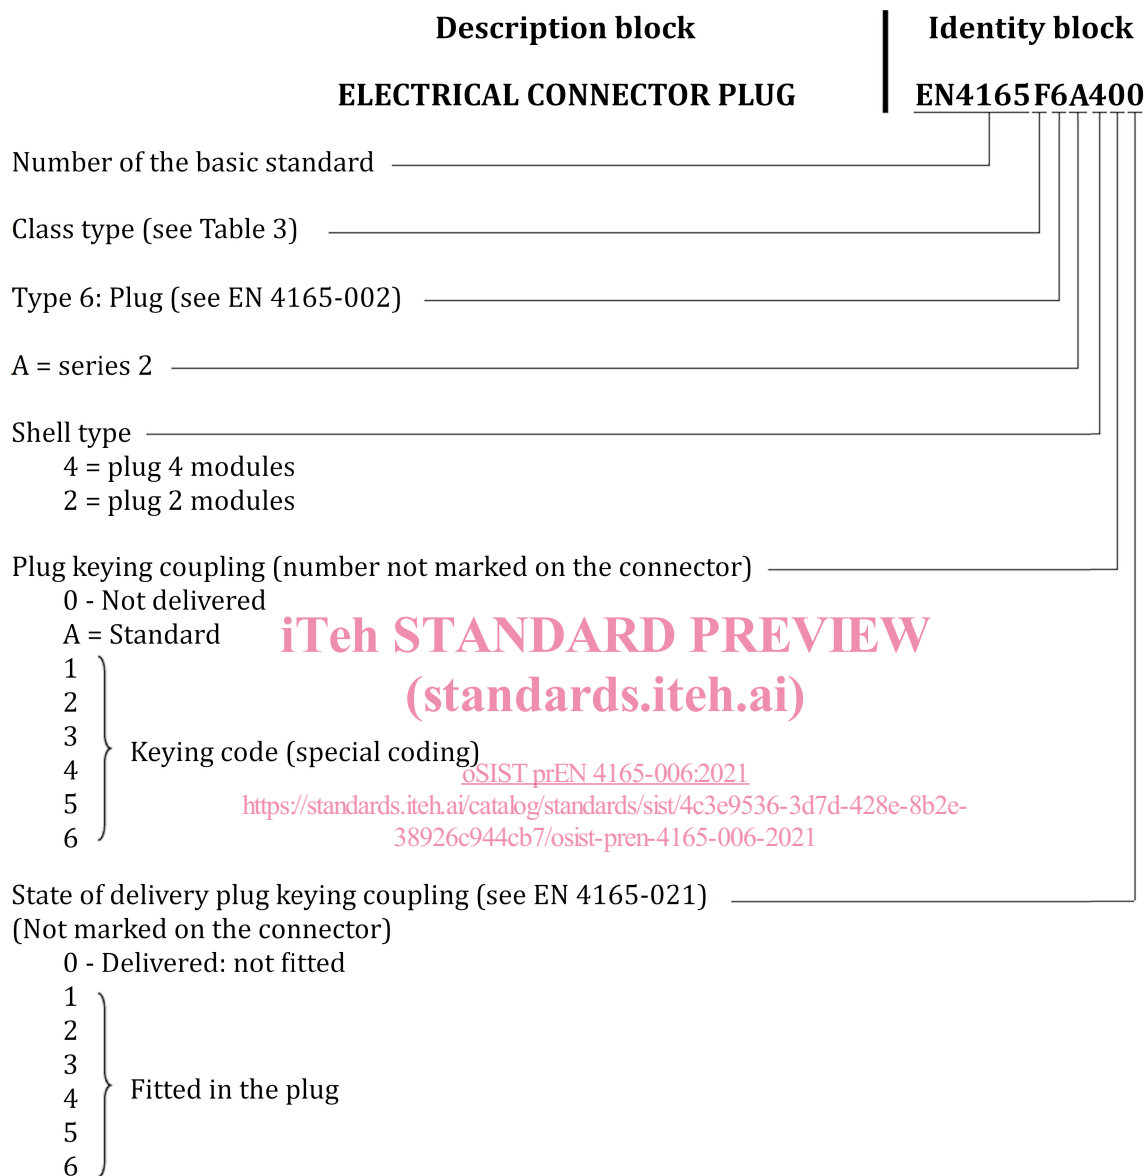 Description block Identity block
ELECTRICAL CONNECTOR PLUG EN4165F6A400
Number of the basic standard
Class type (see Table 3)
Type 6: Plug (see EN 4165-002)
A = series 2
Shell type
4 = plug 4 modules
2 = plug 2 modules
Plug keying coupling (number not marked on the connector)
0 - Not delivered
A = Standard
iTeh STANDARD PREVIEW
1
2
(standards.iteh.ai)
3
Keying code (special coding)
4
oSIST prEN 4165-006:2021
5
https://standards.iteh.ai/catalog/standards/sist/4c3e9536-3d7d-428e-8b2e-
6
38926c944cb7/osist-pren-4165-006-2021
State of delivery plug keying coupling (see EN 4165-021)
(Not marked on the connector)
0 - Delivered: not fitted
1
2
3
4
Fitted in the plug
5
6